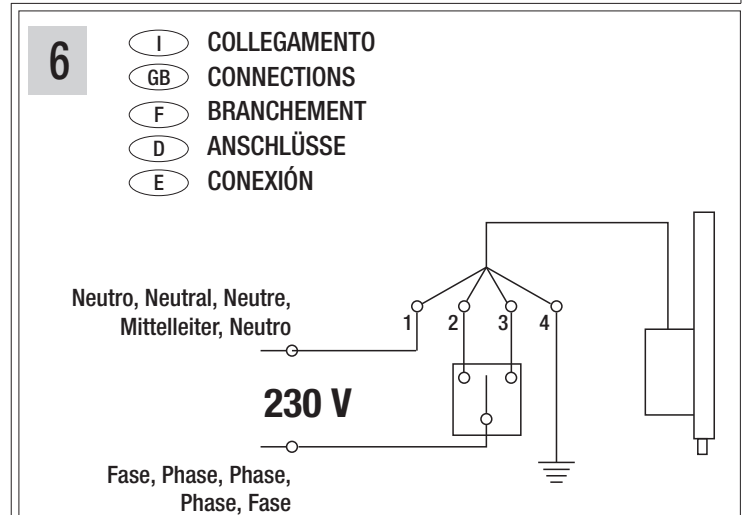 6
I COLLEGAMENTO
GB CONNECTIONS
F BRANCHEMENT
D ANSCHLÜSSE
E CONEXIÓN
Neutro, Neutral, Neutre,
Mittelleiter, Neutro
1 2 3 4
230 V
Fase, Phase, Phase,
Phase, Fase